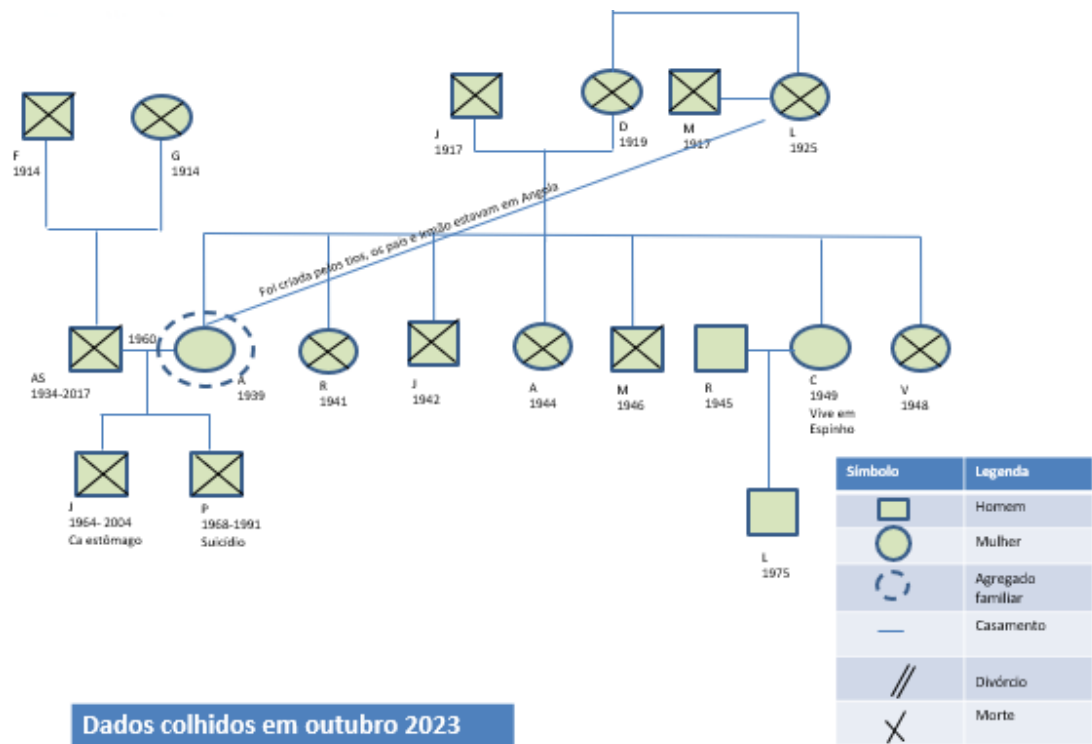 F
1914
G
1914
J
1917
D
1919
M
1917
L
1925
Foi criada pelos tios, os pais e irmão estavam em Angola
1960
AS
1934-2017
A
1939
R
1941
J
1942
A
1944
M
1946
R
1945
C
1949
Vive em
Espinho
V
1948
J
1964- 2004
Ca estômago
P
1968-1991
Suicídio
L
1975
Símbolo Legenda
Homem
Mulher
Agregado
familiar
Casamento
Divórcio
Morte
Dados colhidos em outubro 2023